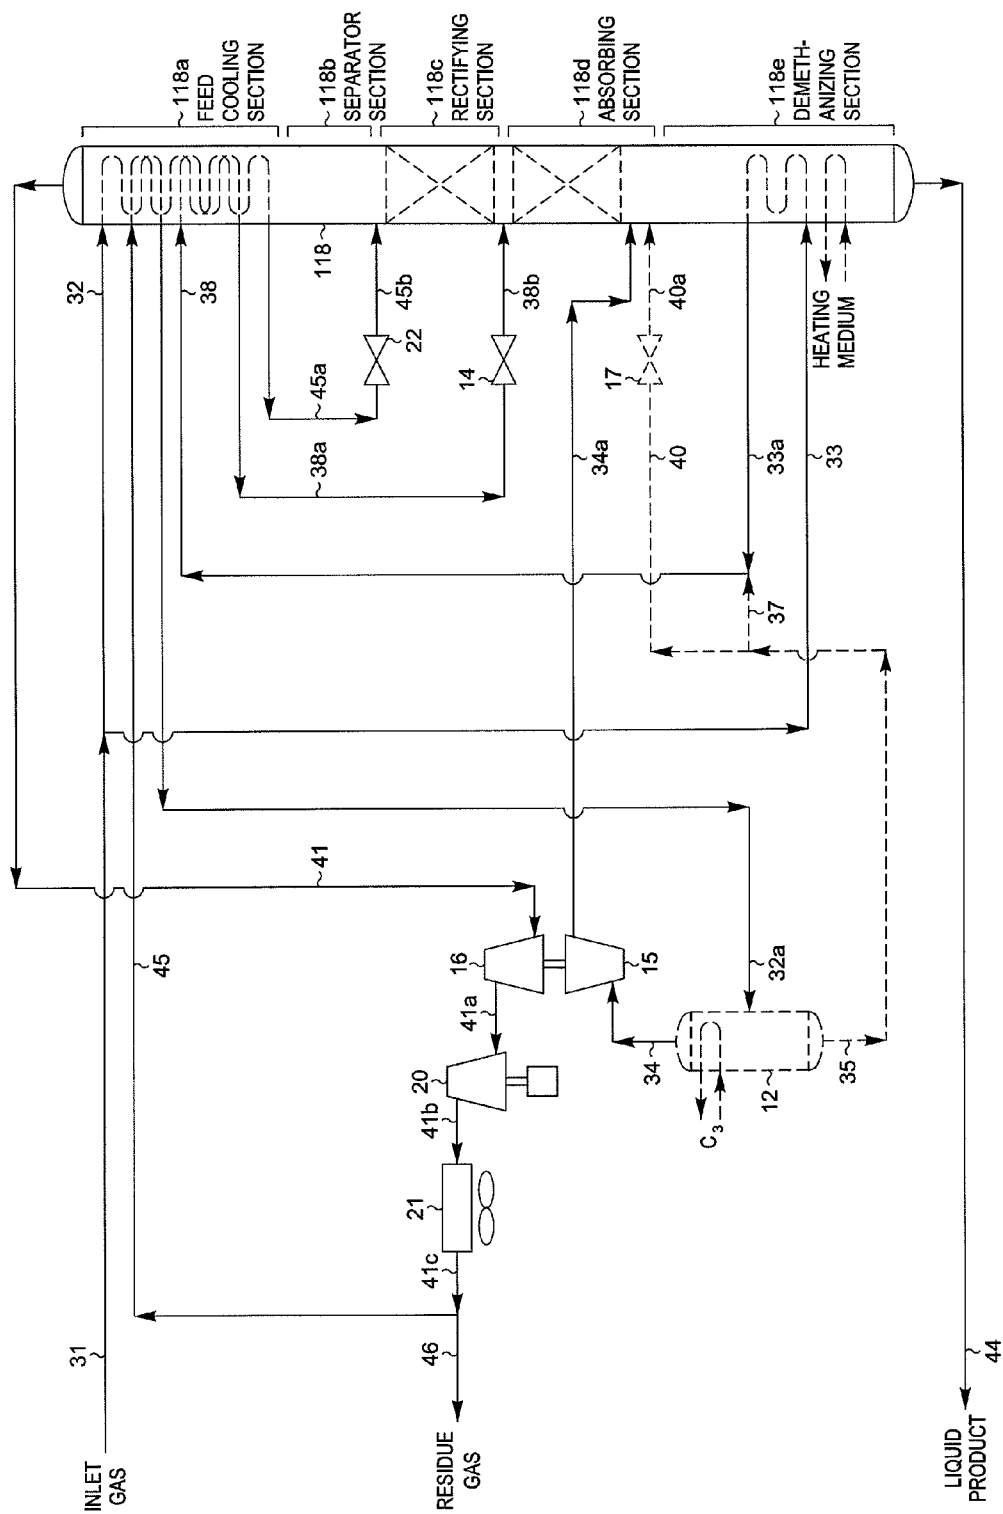 118a
FEED
COOLING
SECTION
118b
SEPARATOR
SECTION
118c
RECTIFYING
SECTION
118d
ABSORBING
SECTION
118e
DEMETH-
ANIZING
SECTION
118
32
38
45b
38b
40a
22
14
17
HEATING
MEDIUM
45a
38a
34a
40
33a
33
37
41
45
16
15
32a
41a
20
34
12
35
C3
41b
21
41c
31
46
44
INLET
GAS
RESIDUE
GAS
LIQUID
PRODUCT